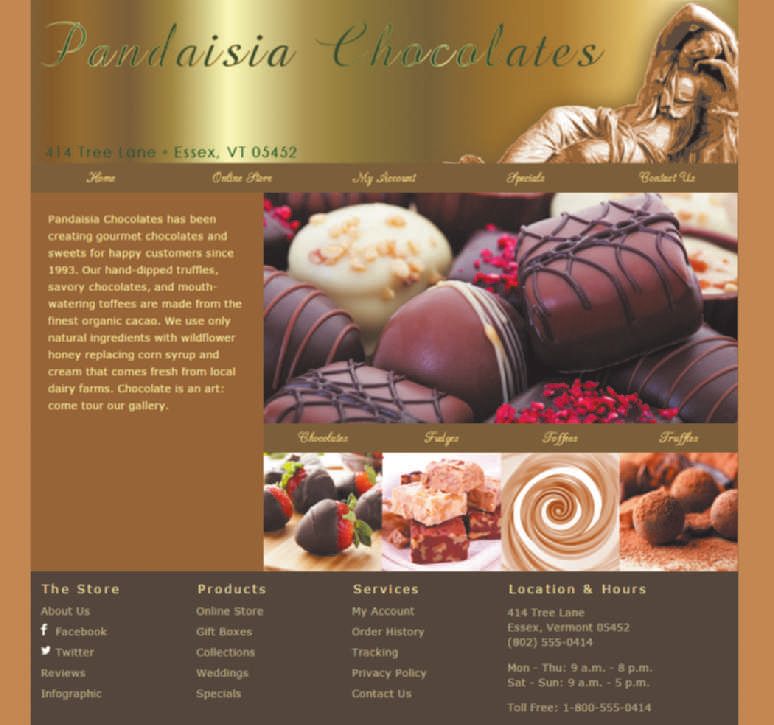 Pandaisia Chocolates
414 Tree Lane • Essex, VT 05452
Home Online Store My Account Specials Contact Us
Pandaisia Chocolates has been
creating gourmet chocolates and
sweets for happy customers since
1993. Our hand-dipped truffles,
savory chocolates, and mouth-
watering toffees are made from the
finest organic cacao. We use only
natural ingredients with wildflower
honey replacing corn syrup and
cream that comes fresh from local
dairy farms. Chocolate is an art:
come tour our gallery.
Chocolates Fudges Toffees Truffles
The Store
About Us
Facebook
Twitter
Reviews
Infographic
Products
Online Store
Gift Boxes
Collections
Weddings
Specials
Services
My Account
Order History
Tracking
Privacy Policy
Contact Us
Location & Hours
414 Tree Lane
Essex, Vermont 05452
(802) 555-0414
Mon - Thu: 9 a.m. - 8 p.m.
Sat - Sun: 9 a.m. - 5 p.m.
Toll Free: 1-800-555-0414